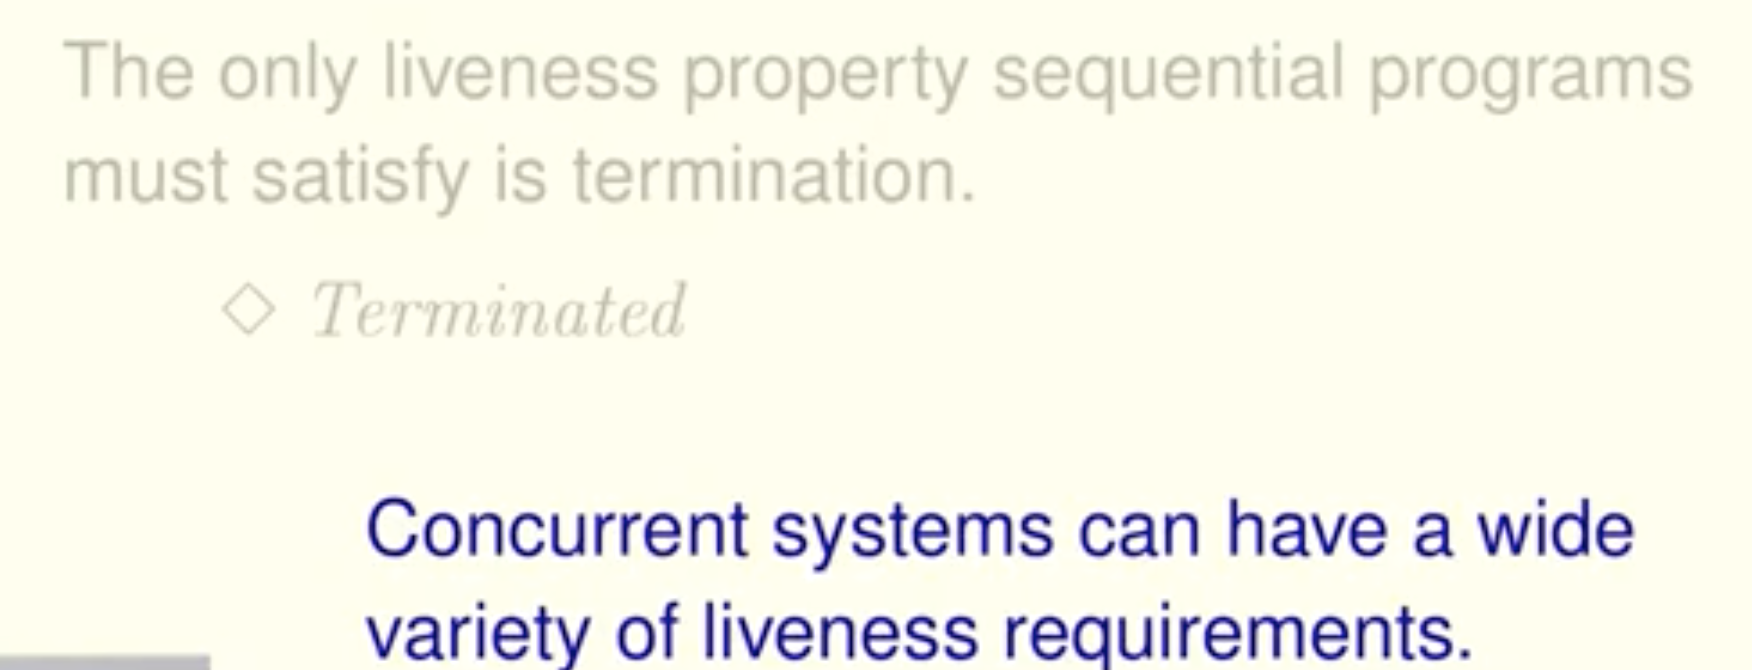 The only liveness property sequential programs
must satisfy is termination.
◇ Terminated
Concurrent systems can have a wide
variety of liveness requirements.